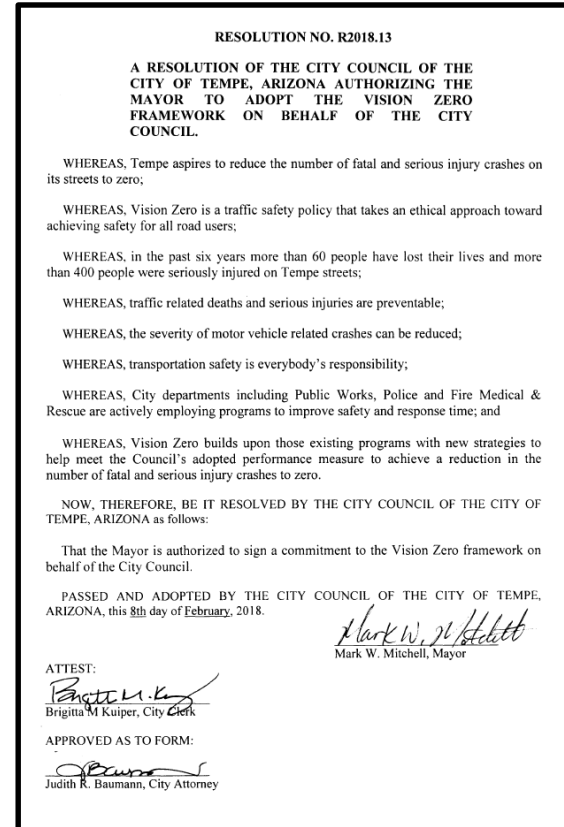 RESOLUTION NO. R2018.13
A RESOLUTION OF THE CITY COUNCIL OF THE
CITY OF TEMPE, ARIZONA AUTHORIZING THE
MAYOR TO ADOPT THE VISION ZERO
FRAMEWORK ON BEHALF OF THE CITY
COUNCIL.
WHEREAS, Tempe aspires to reduce the number of fatal and serious injury crashes on
its streets to zero;
WHEREAS, Vision Zero is a traffic safety policy that takes an ethical approach toward
achieving safety for all road users;
WHEREAS, in the past six years more than 60 people have lost their lives and more
than 400 people were seriously injured on Tempe streets;
WHEREAS, traffic related deaths and serious injuries are preventable;
WHEREAS, the severity of motor vehicle related crashes can be reduced;
WHEREAS, transportation safety is everybody's responsibility;
WHEREAS, City departments including Public Works, Police and Fire Medical &
Rescue are actively employing programs to improve safety and response time; and
WHEREAS, Vision Zero builds upon those existing programs with new strategies to
help meet the Council's adopted performance measure to achieve a reduction in the
number of fatal and serious injury crashes to zero.
NOW, THEREFORE, BE IT RESOLVED BY THE CITY COUNCIL OF THE CITY OF
TEMPE, ARIZONA as follows:
That the Mayor is authorized to sign a commitment to the Vision Zero framework on
behalf of the City Council.
PASSED AND ADOPTED BY THE CITY COUNCIL OF THE CITY OF TEMPE,
ARIZONA, this 8th day of February, 2018.
Mark W. Mitchell, Mayor
ATTEST:
Brigitta M Kuiper, City Clerk
APPROVED AS TO FORM:
Judith R. Baumann, City Attorney